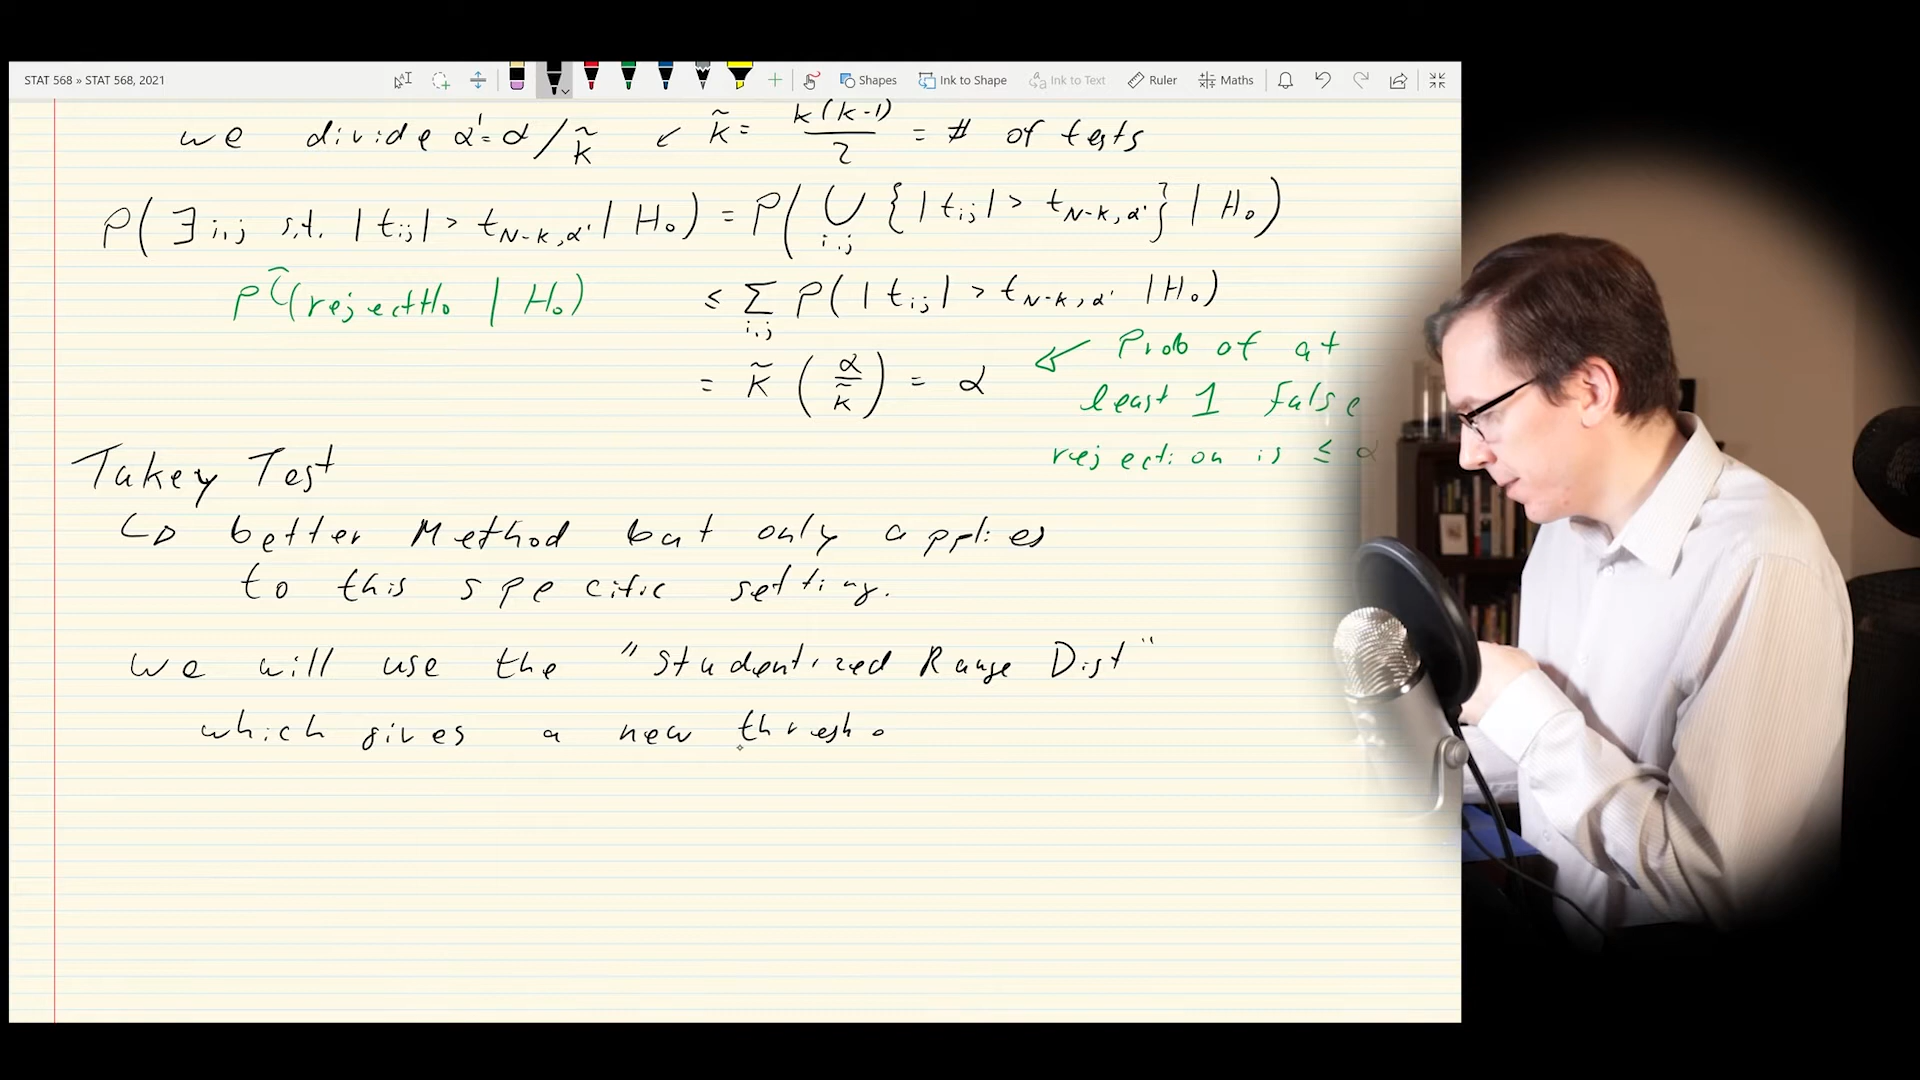 STAT 568 » STAT 568, 2021
Shapes Ink to Shape Ink to Text Ruler Maths
we divide α' = α/k̃ ↙ k̃ = k(k-1)/2 = # of tests
P(∃ i,j s.t. |tij| > tN-k,α' | H0) = P(⋃i,j {|tij| > tN-k,α'} | H0)
P((reject H0 | H0)
≤ ∑i,j P(|tij| > tN-k,α' | H0)
= k̃ (α/k̃) = α
← Prob of at
least 1 false
rejection is ≤ α
Tukey Test
↳ better Method but only applies
to this specific setting.
we will use the "Studentized Range Dist"
which gives a new thresho